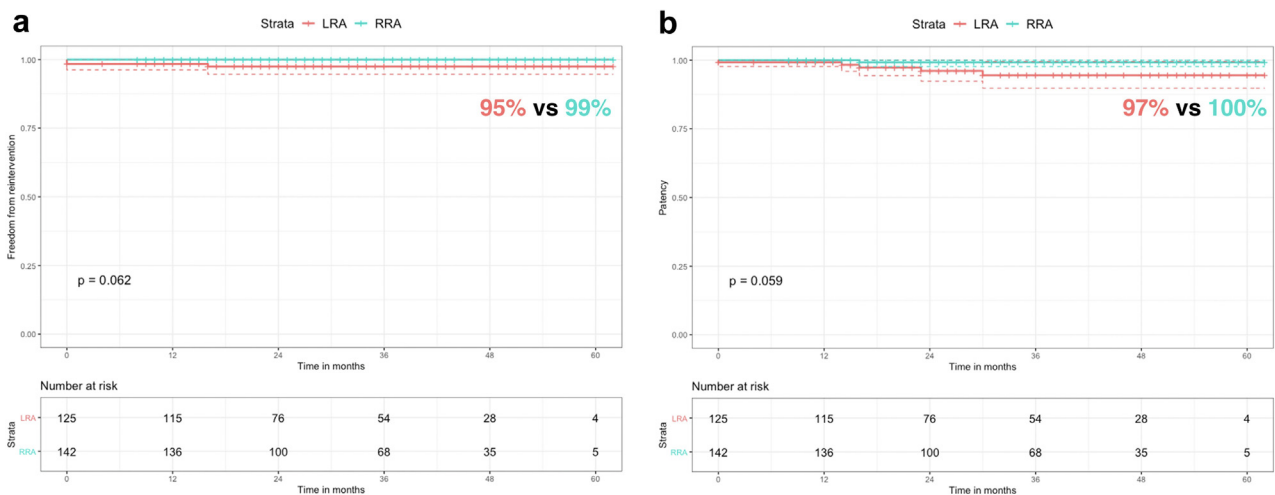 a
Strata LRA RRA
1.00
0.75
0.50
0.25
0.00
Freedom from reintervention
95% vs 99%
p = 0.062
0 12 24 36 48 60
Time in months
Number at risk
Strata
LRA 125 115 76 54 28 4
RRA 142 136 100 68 35 5
0 12 24 36 48 60
Time in months
b
Strata LRA RRA
1.00
0.75
0.50
0.25
0.00
Patency
97% vs 100%
p = 0.059
0 12 24 36 48 60
Time in months
Number at risk
Strata
LRA 125 115 76 54 28 4
RRA 142 136 100 68 35 5
0 12 24 36 48 60
Time in months